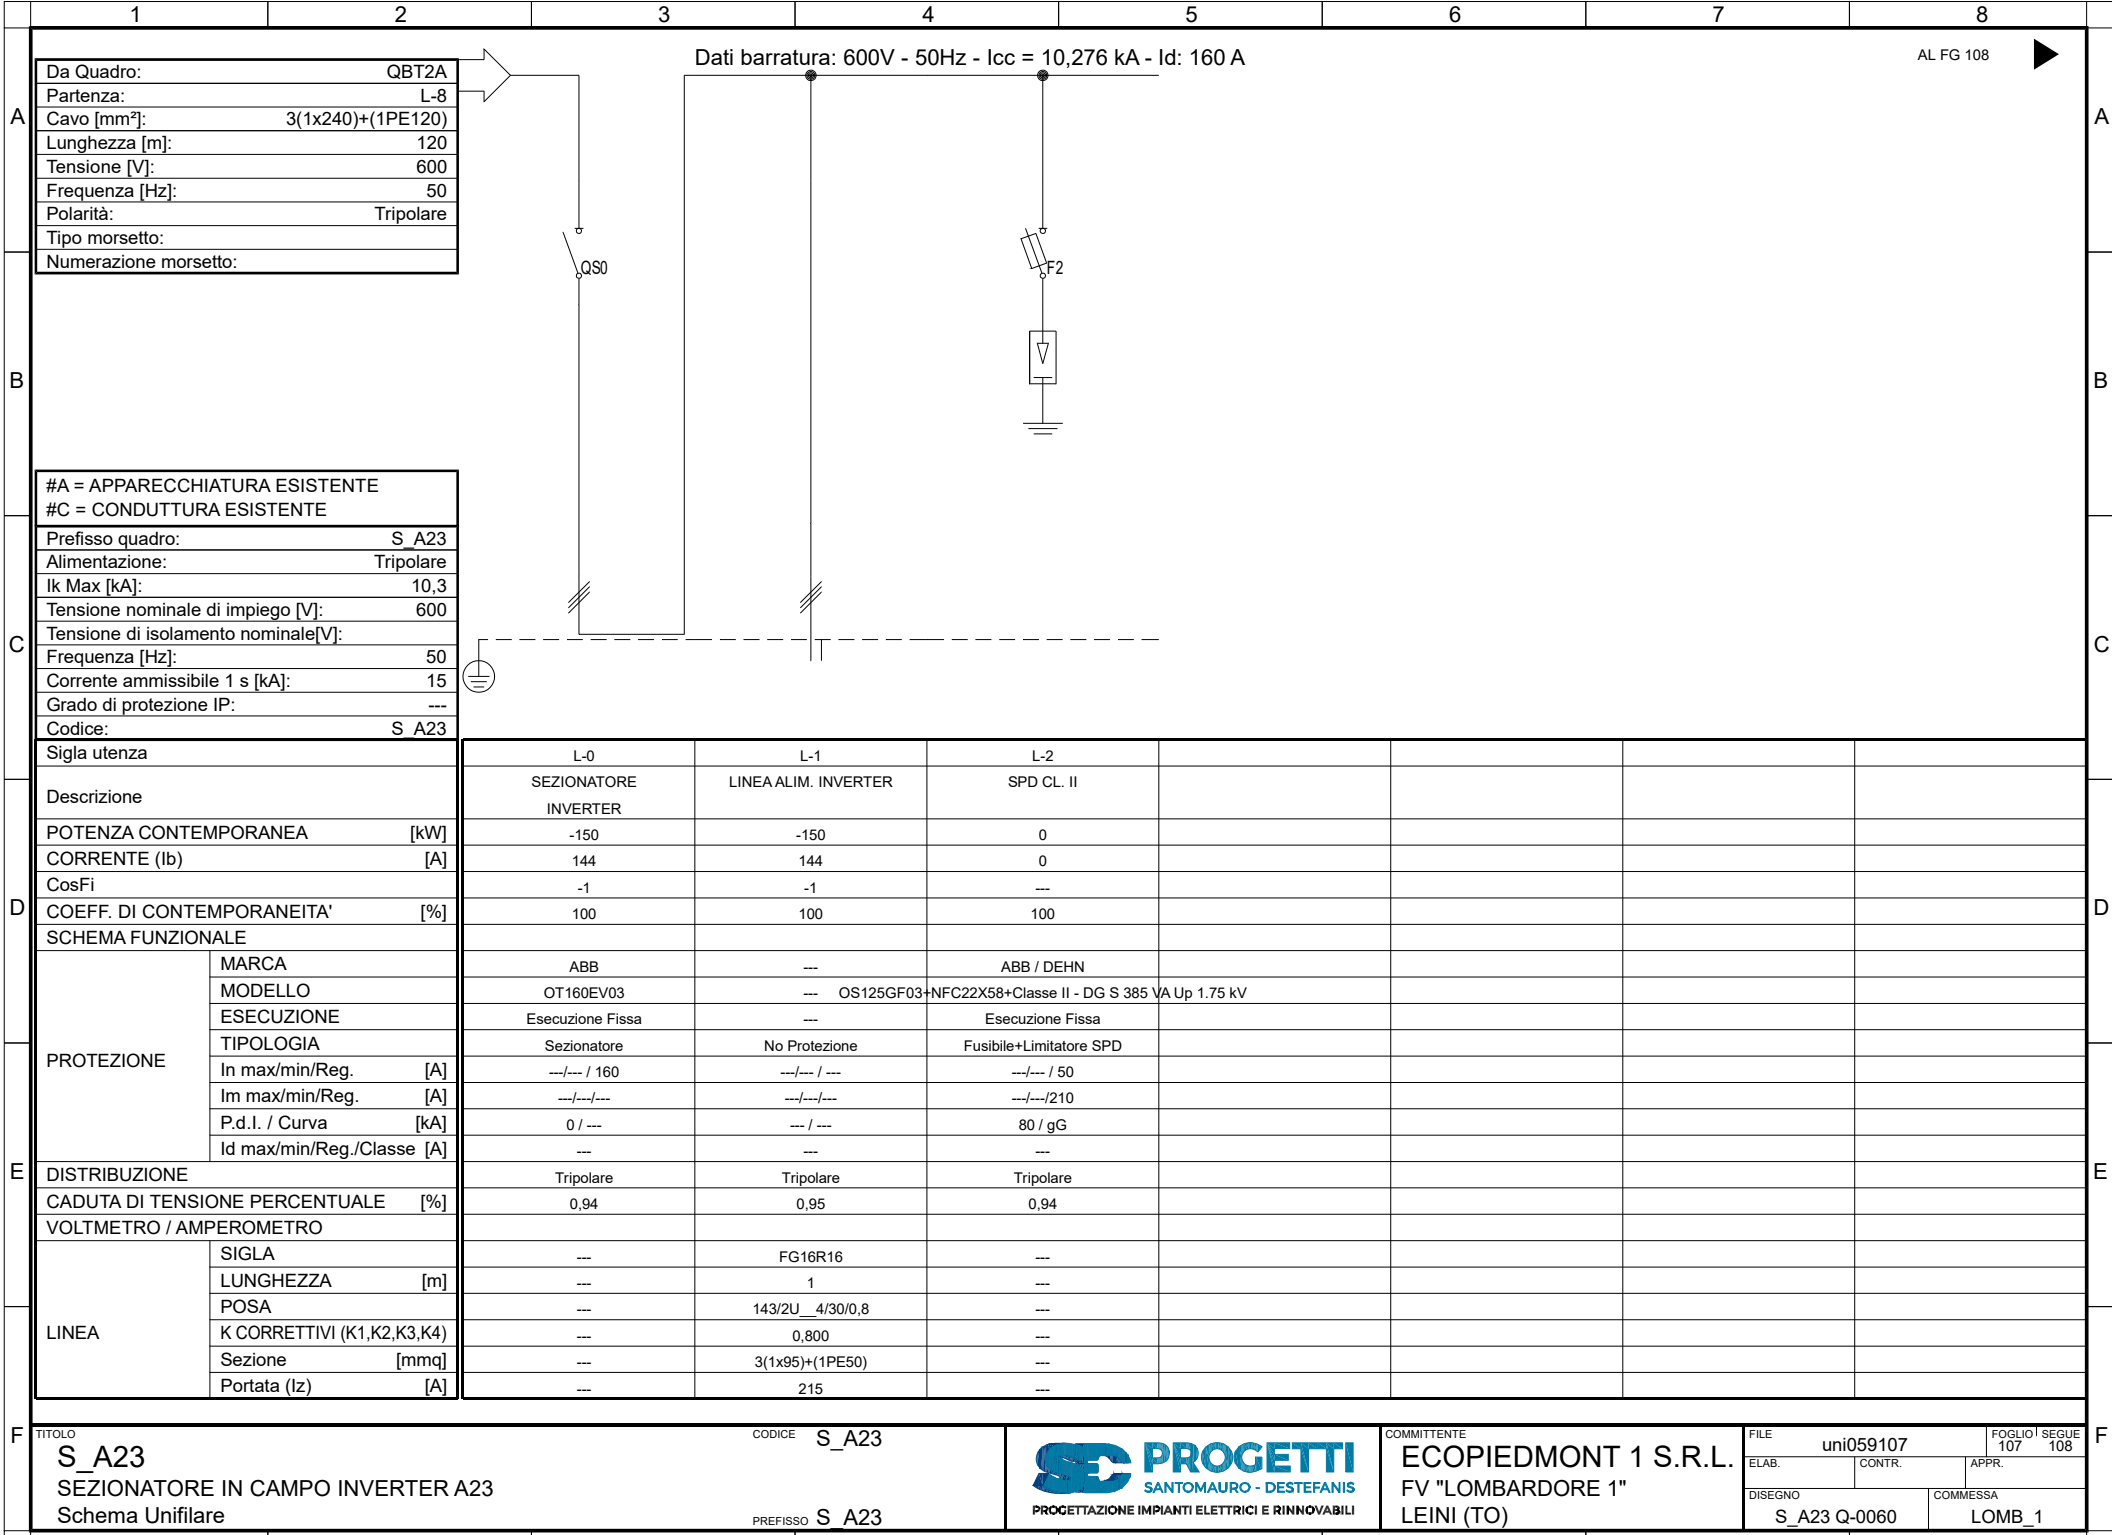 1 2 3 4 5 6 7 8
Dati barratura: 600V - 50Hz - Icc = 10,276 kA - Id: 160 A
AL FG 108
Da Quadro: QBT2A
Partenza: L-8
Cavo [mm²]: 3(1x240)+(1PE120)
Lunghezza [m]: 120
Tensione [V]: 600
Frequenza [Hz]: 50
Polarità: Tripolare
Tipo morsetto:
Numerazione morsetto:
A A
QS0
F2
B B
#A = APPARECCHIATURA ESISTENTE
#C = CONDUTTURA ESISTENTE
Prefisso quadro: S_A23
Alimentazione: Tripolare
Ik Max [kA]: 10,3
Tensione nominale di impiego [V]: 600
Tensione di isolamento nominale[V]:
Frequenza [Hz]: 50
Corrente ammissibile 1 s [kA]: 15
Grado di protezione IP: ---
Codice: S_A23
C C
Sigla utenza L-0 L-1 L-2
Descrizione SEZIONATORE INVERTER LINEA ALIM. INVERTER SPD CL. II
POTENZA CONTEMPORANEA [kW] -150 -150 0
CORRENTE (Ib) [A] 144 144 0
CosFi -1 -1 ---
D D
COEFF. DI CONTEMPORANEITA' [%] 100 100 100
SCHEMA FUNZIONALE
PROTEZIONE
MARCA ABB --- ABB / DEHN
MODELLO OT160EV03 --- OS125GF03+NFC22X58+Classe II - DG S 385 VA Up 1.75 kV
ESECUZIONE Esecuzione Fissa --- Esecuzione Fissa
TIPOLOGIA Sezionatore No Protezione Fusibile+Limitatore SPD
In max/min/Reg. [A] ---/--- / 160 ---/--- / --- ---/--- / 50
Im max/min/Reg. [A] ---/---/--- ---/---/--- ---/---/210
P.d.I. / Curva [kA] 0 / --- --- / --- 80 / gG
Id max/min/Reg./Classe [A] --- --- ---
E E
DISTRIBUZIONE Tripolare Tripolare Tripolare
CADUTA DI TENSIONE PERCENTUALE [%] 0,94 0,95 0,94
VOLTMETRO / AMPEROMETRO
LINEA
SIGLA --- FG16R16 ---
LUNGHEZZA [m] --- 1 ---
POSA --- 143/2U__4/30/0,8 ---
K CORRETTIVI (K1,K2,K3,K4) --- 0,800 ---
Sezione [mmq] --- 3(1x95)+(1PE50) ---
Portata (Iz) [A] --- 215 ---
F F
TITOLO
S_A23
SEZIONATORE IN CAMPO INVERTER A23
Schema Unifilare
CODICE S_A23
PREFISSO S_A23
SEC PROGETTI
SANTOMAURO - DESTEFANIS
PROGETTAZIONE IMPIANTI ELETTRICI E RINNOVABILI
COMMITTENTE
ECOPIEDMONT 1 S.R.L.
FV "LOMBARDORE 1"
LEINI (TO)
FILE uni059107
FOGLIO 107 SEGUE 108
ELAB. CONTR. APPR.
DISEGNO S_A23 Q-0060
COMMESSA LOMB_1